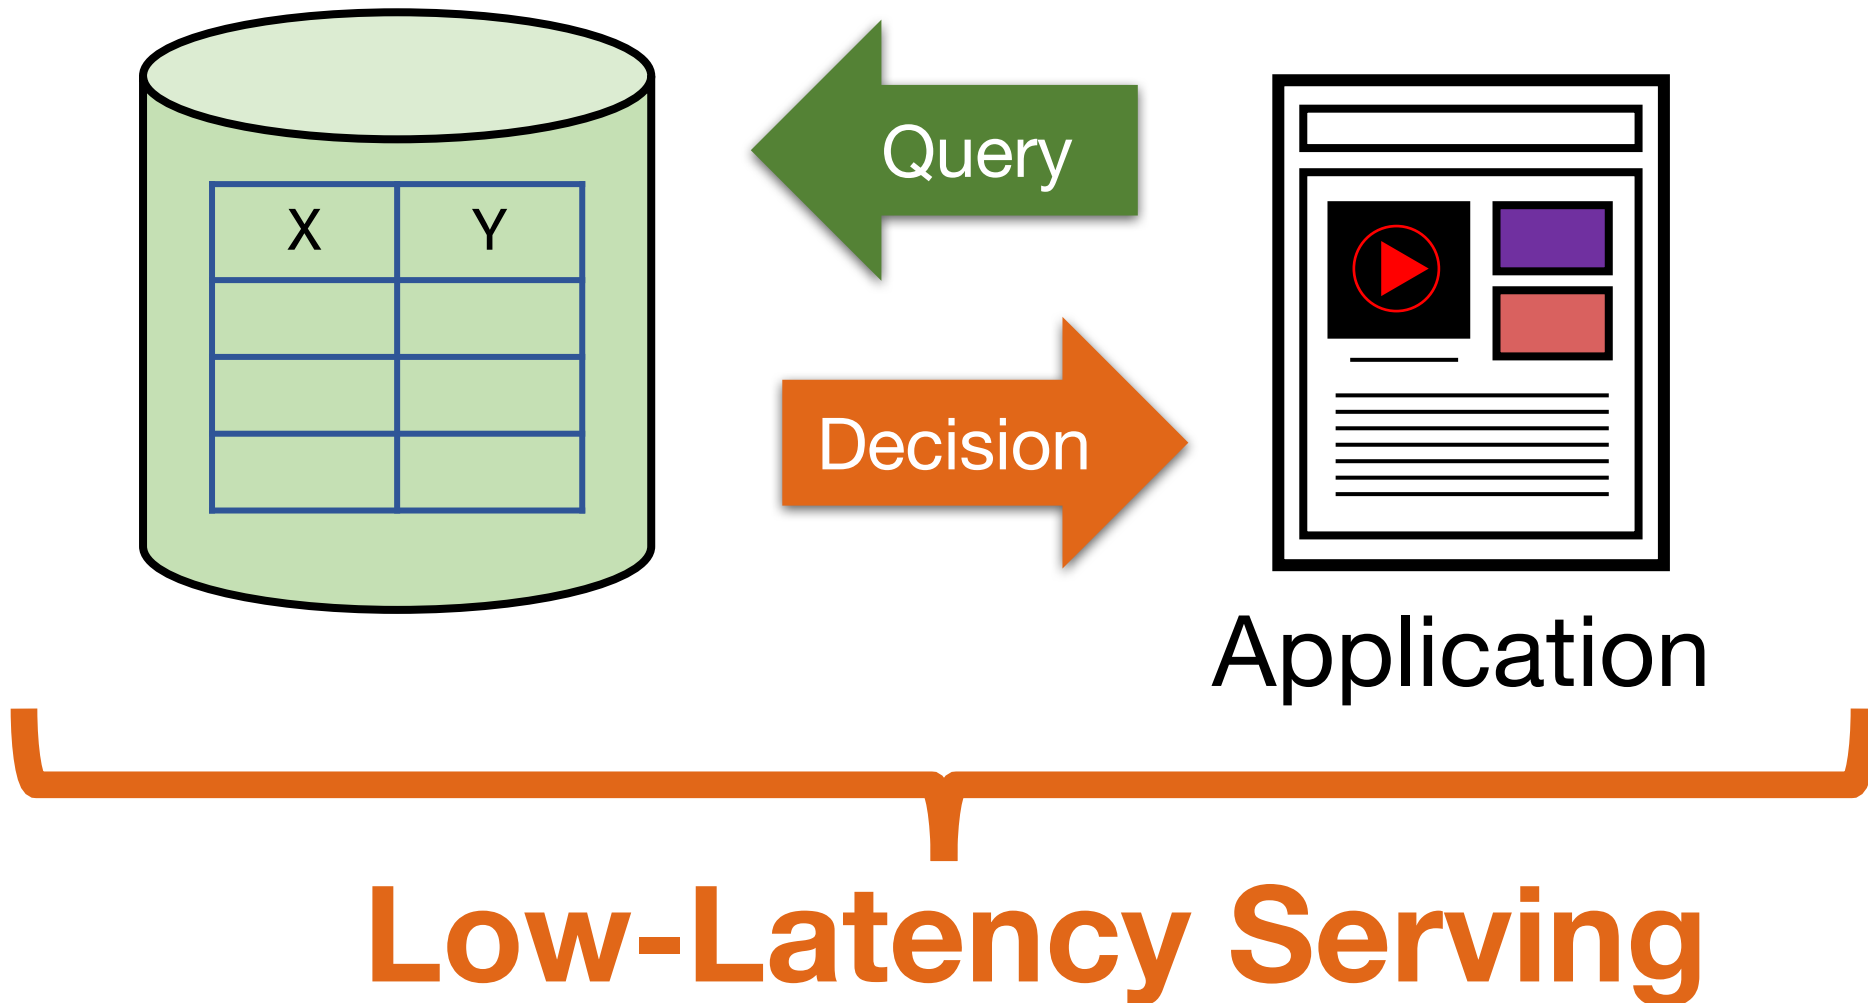 X Y
Query
Decision
Application
Low-Latency Serving